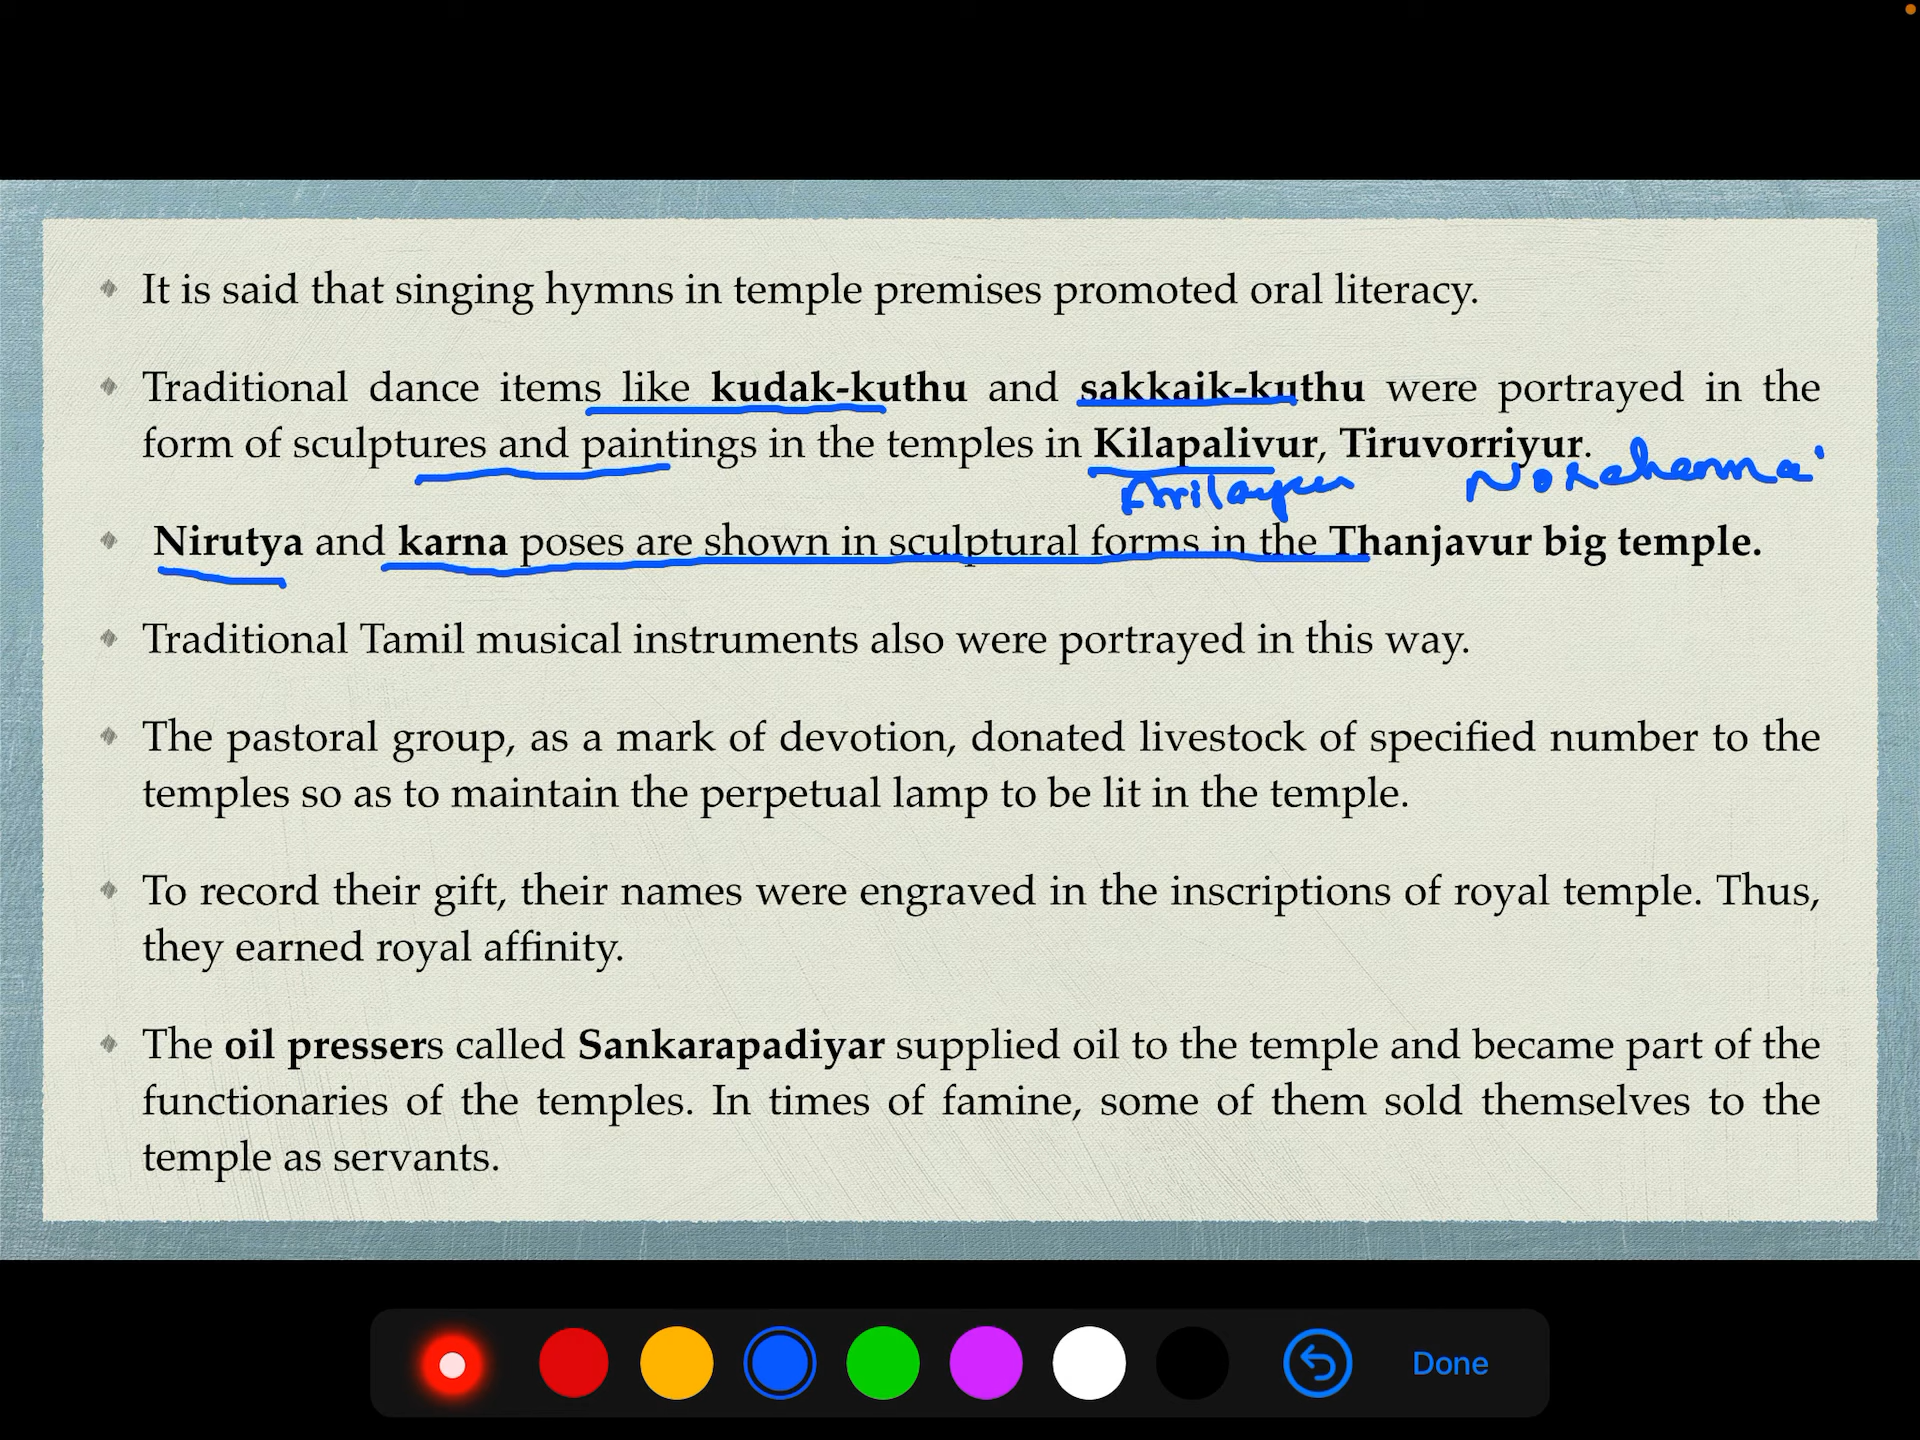 It is said that singing hymns in temple premises promoted oral literacy.
Traditional dance items like kudak-kuthu and sakkaik-kuthu were portrayed in the
form of sculptures and paintings in the temples in Kilapalivur, Tiruvorriyur.
Nirutya and karna poses are shown in sculptural forms in the Thanjavur big temple.
Traditional Tamil musical instruments also were portrayed in this way.
The pastoral group, as a mark of devotion, donated livestock of specified number to the
temples so as to maintain the perpetual lamp to be lit in the temple.
To record their gift, their names were engraved in the inscriptions of royal temple. Thus,
they earned royal affinity.
The oil pressers called Sankarapadiyar supplied oil to the temple and became part of the
functionaries of the temples. In times of famine, some of them sold themselves to the
temple as servants.
Done